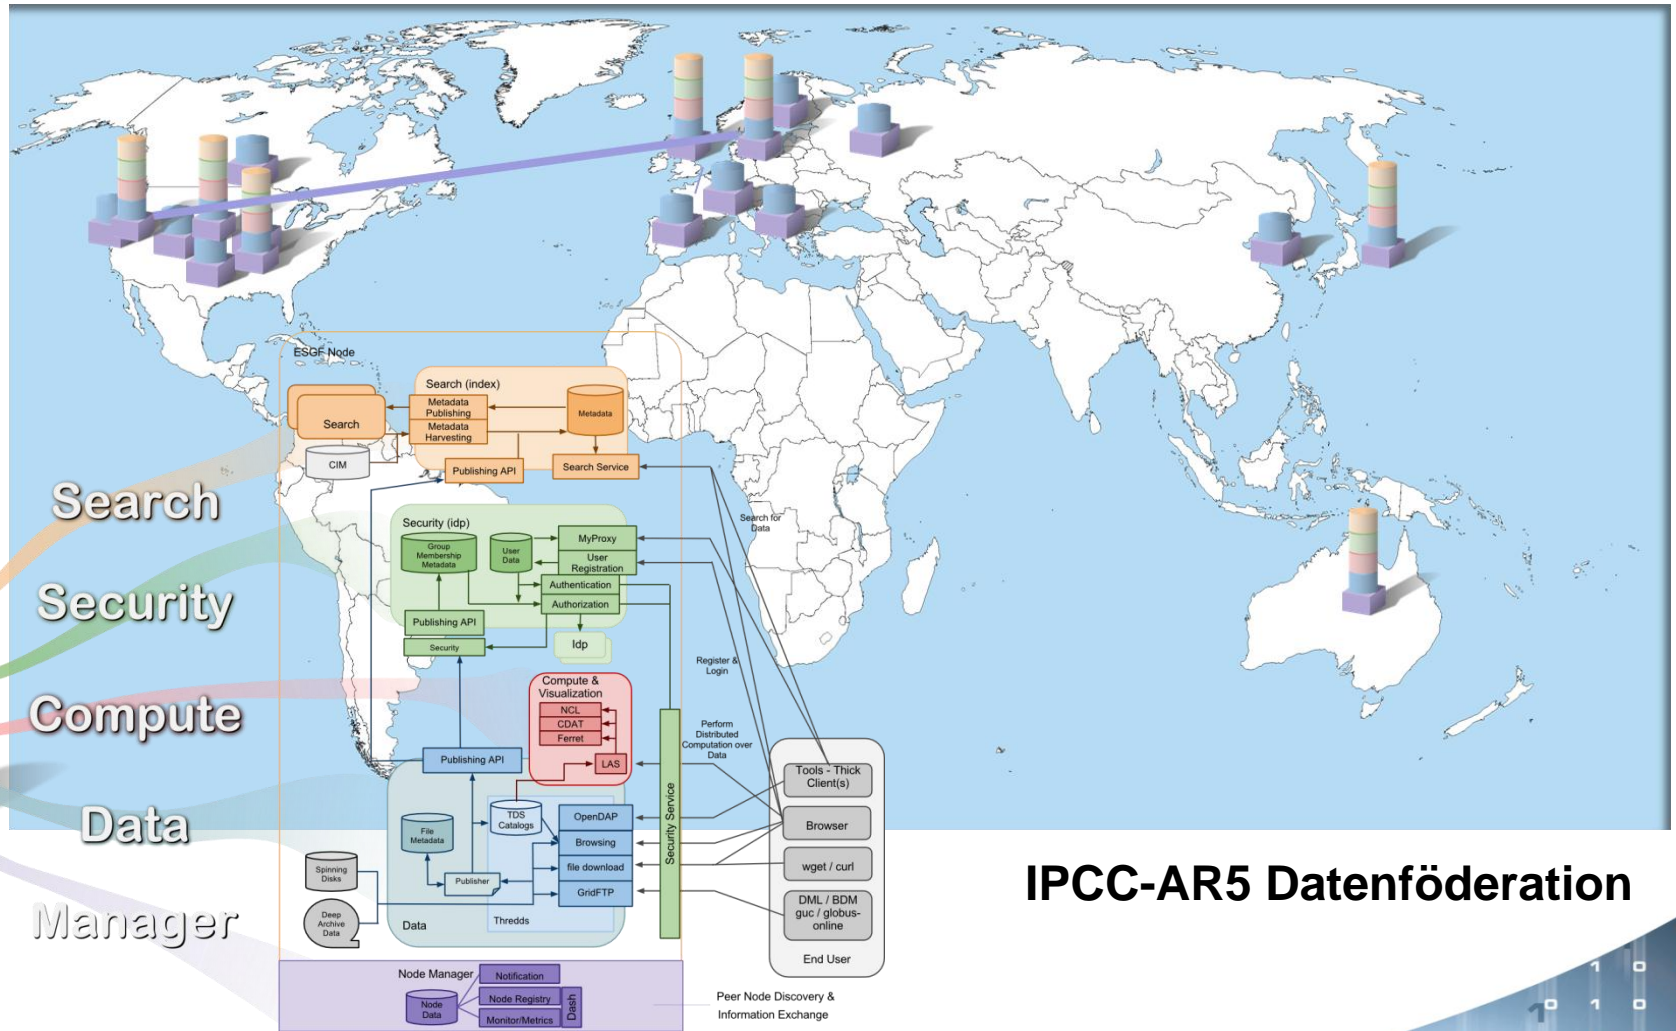 ESGF Node
Search (index)
Metadata
Publishing
Metadata
Harvesting
Metadata
Search
CIM
Publishing API
Search Service
Search
Security (idp)
Group
Membership
Metadata
User
Data
MyProxy
User
Registration
Authentication
Authorization
Publishing API
Security
Idp
Search for
Data
Security
Register &
Login
Compute &
Visualization
NCL
CDAT
Ferret
LAS
Compute
Perform
Distributed
Computation over
Data
Publishing API
Security Service
Tools - Thick
Client(s)
Browser
wget / curl
DML / BDM
guc / globus-
online
End User
Data
File
Metadata
TDS
Catalogs
OpenDAP
Browsing
file download
GridFTP
Publisher
Thredds
Data
Spinning
Disks
Deep
Archive
Data
Manager
IPCC-AR5 Datenföderation
Node Manager
Notification
Node Registry
Monitor/Metrics
Dash
Node
Data
Peer Node Discovery &
Information Exchange
1 0
0 1 0